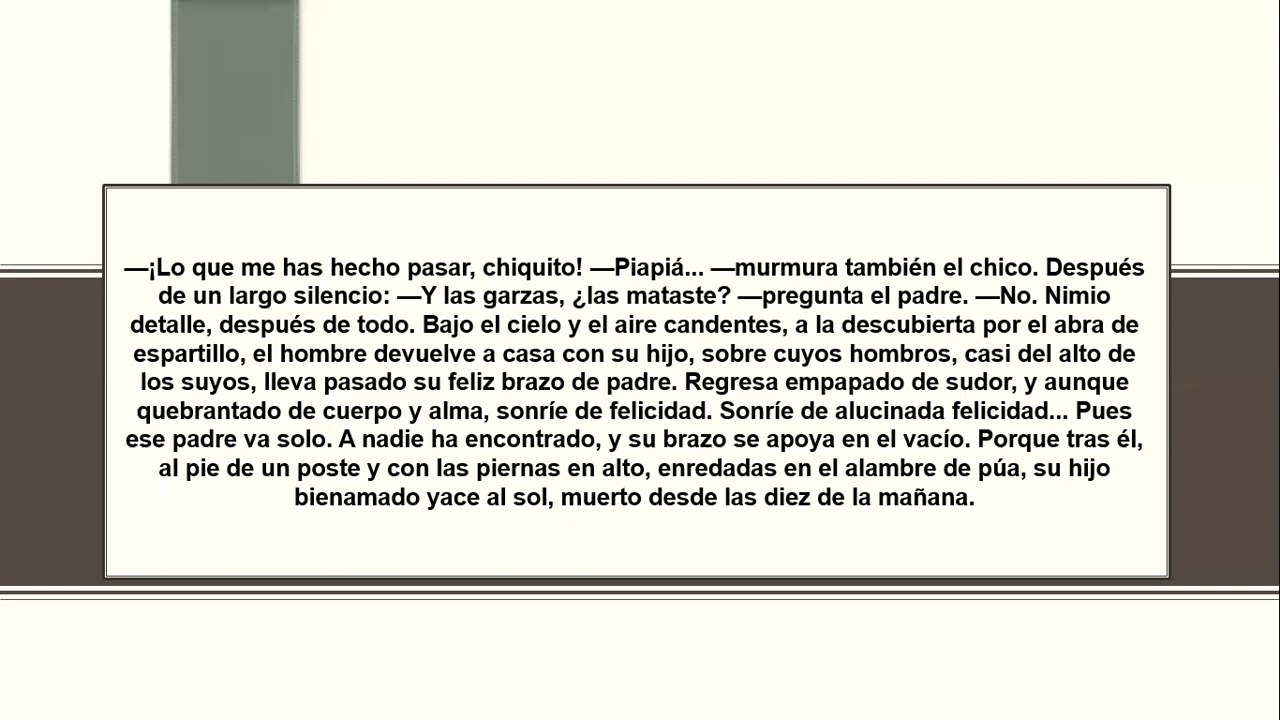 —¡Lo que me has hecho pasar, chiquito! —Piapiá... —murmura también el chico. Después
de un largo silencio: —Y las garzas, ¿las mataste? —pregunta el padre. —No. Nimio
detalle, después de todo. Bajo el cielo y el aire candentes, a la descubierta por el abra de
espartillo, el hombre devuelve a casa con su hijo, sobre cuyos hombros, casi del alto de
los suyos, lleva pasado su feliz brazo de padre. Regresa empapado de sudor, y aunque
quebrantado de cuerpo y alma, sonríe de felicidad. Sonríe de alucinada felicidad... Pues
ese padre va solo. A nadie ha encontrado, y su brazo se apoya en el vacío. Porque tras él,
al pie de un poste y con las piernas en alto, enredadas en el alambre de púa, su hijo
bienamado yace al sol, muerto desde las diez de la mañana.